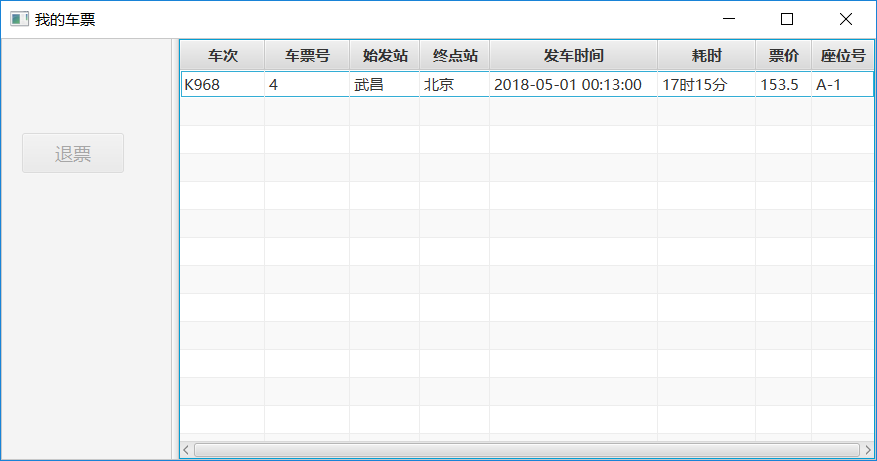 我的车票
退票
车次 车票号 始发站 终点站 发车时间 耗时 票价 座位号
K968 4 武昌 北京 2018-05-01 00:13:00 17时15分 153.5 A-1